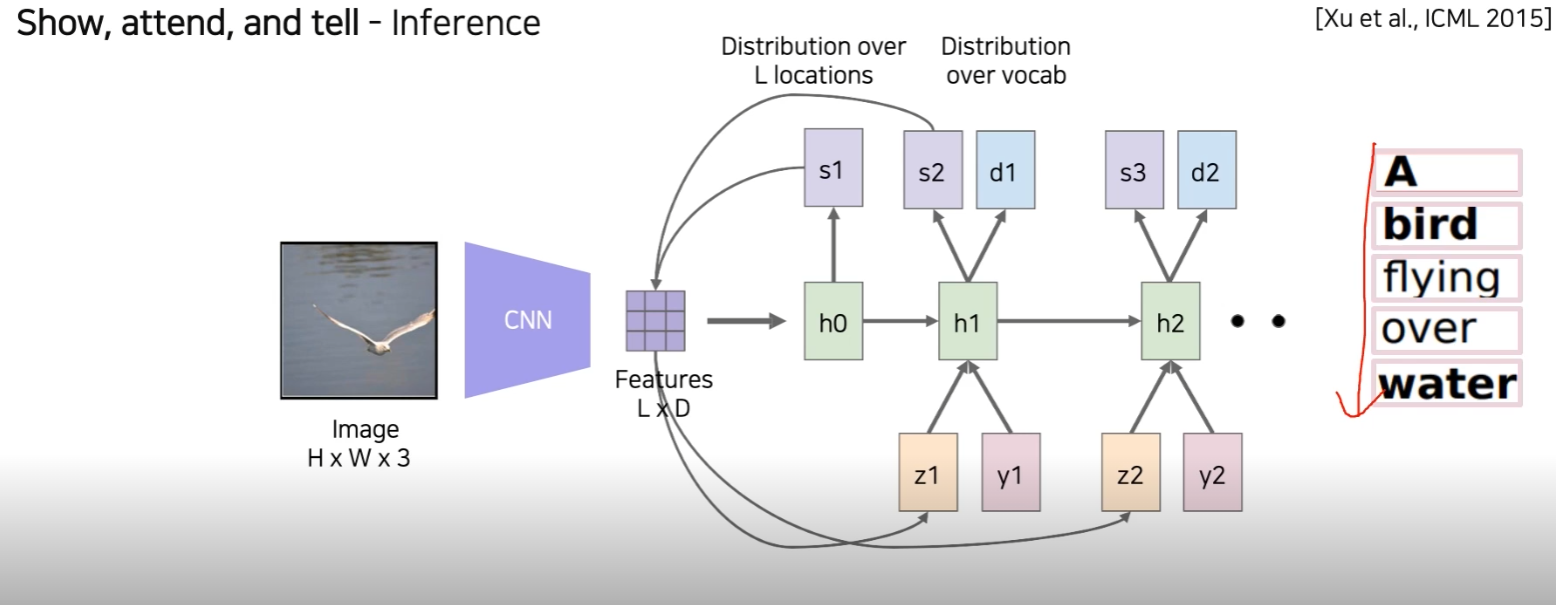 Show, attend, and tell - Inference
[Xu et al., ICML 2015]
Distribution over
L locations
Distribution
over vocab
s1
s2
d1
s3
d2
CNN
h0
h1
h2
Features
L x D
Image
H x W x 3
z1
y1
z2
y2
A
bird
flying
over
water